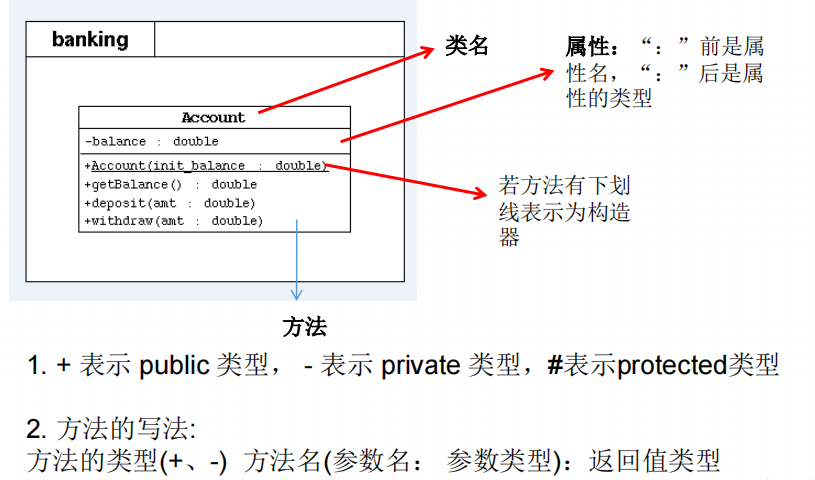 banking
类名
属性：“：”前是属
性名，“：”后是属
性的类型
Account
-balance : double
+Account(init_balance : double)
+getBalance() : double
+deposit(amt : double)
+withdraw(amt : double)
若方法有下划
线表示为构造
器
方法
1. + 表示 public 类型， - 表示 private 类型，#表示protected类型
2. 方法的写法:
方法的类型(+、-) 方法名(参数名： 参数类型)：返回值类型